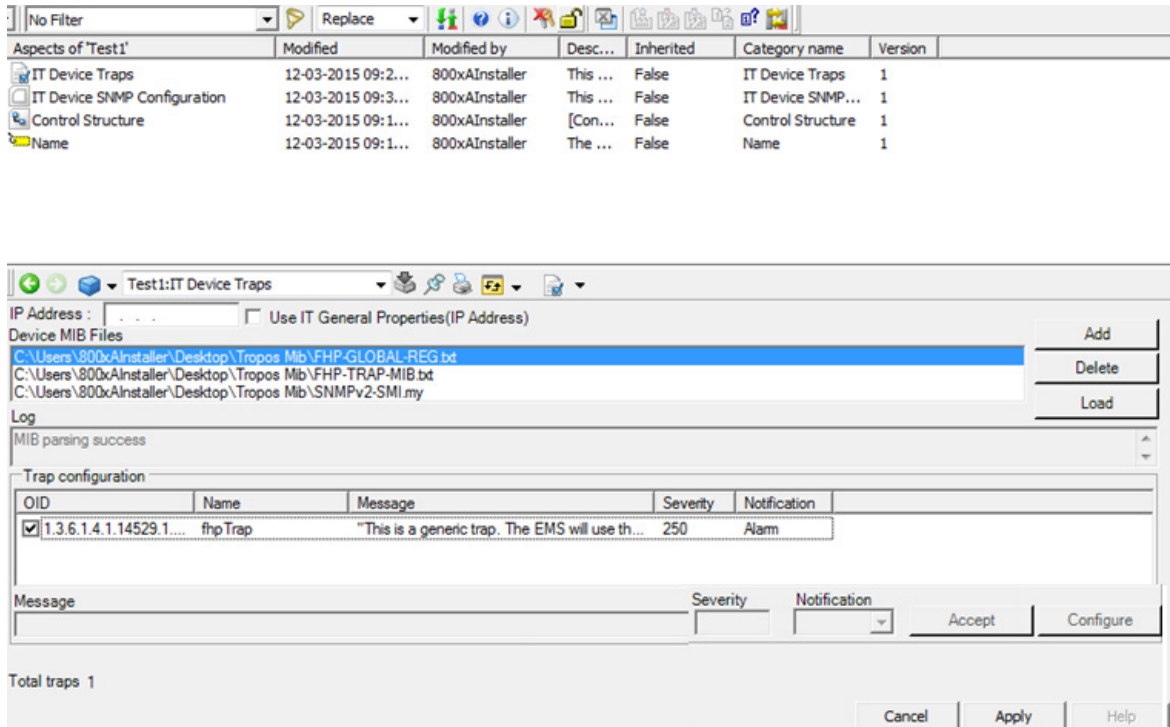 No Filter Replace
Aspects of 'Test1' Modified Modified by Desc... Inherited Category name Version
IT Device Traps 12-03-2015 09:2... 800xAInstaller This ... False IT Device Traps 1
IT Device SNMP Configuration 12-03-2015 09:3... 800xAInstaller This ... False IT Device SNMP... 1
Control Structure 12-03-2015 09:1... 800xAInstaller [Con... False Control Structure 1
Name 12-03-2015 09:1... 800xAInstaller The ... False Name 1
Test1:IT Device Traps
IP Address : . . . Use IT General Properties(IP Address)
Device MIB Files
Add
C:\Users\800xAInstaller\Desktop\Tropos Mib\FHP-GLOBAL-REG.txt
C:\Users\800xAInstaller\Desktop\Tropos Mib\FHP-TRAP-MIB.txt
Delete
C:\Users\800xAInstaller\Desktop\Tropos Mib\SNMPv2-SMI.my
Load
Log
MIB parsing success
Trap configuration
OID Name Message Severity Notification
1.3.6.1.4.1.14529.1.... fhpTrap "This is a generic trap. The EMS will use th... 250 Alarm
Message Severity Notification
Accept Configure
Total traps 1
Cancel Apply Help